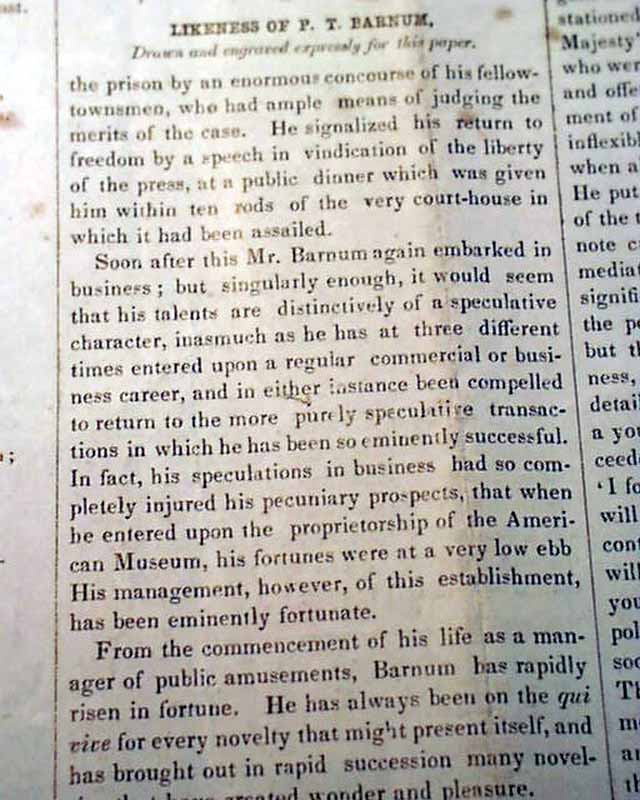 LIKENESS OF P. T. BARNUM,
Drawn and engraved expressly for this paper.
the prison by an enormous concourse of his fellow-
townsmen, who had ample means of judging the
merits of the case. He signalized his return to
freedom by a speech in vindication of the liberty
of the press, at a public dinner which was given
him within ten rods of the very court-house in
which it had been assailed.
Soon after this Mr. Barnum again embarked in
business; but singularly enough, it would seem
that his talents are distinctively of a speculative
character, inasmuch as he has at three different
times entered upon a regular commercial or busi-
ness career, and in either instance been compelled
to return to the more purely speculative transac-
tions in which he has been so eminently successful.
In fact, his speculations in business had so com-
pletely injured his pecuniary prospects, that when
he entered upon the proprietorship of the Ameri-
can Museum, his fortunes were at a very low ebb
His management, however, of this establishment,
has been eminently fortunate.
From the commencement of his life as a man-
ager of public amusements, Barnum has rapidly
risen in fortune. He has always been on the qui
vive for every novelty that might present itself, and
has brought out in rapid succession many novel-
that have created wonder and pleasure.
stationed
Majesty'
who wer
and offe
ment of
inflexibl
when a
He put
of the t
note c
media
signifi
the pe
but th
ness,
detail
a you
ceede
'I fo
will
cont
will
you
pol
soc
Th
m
an
th